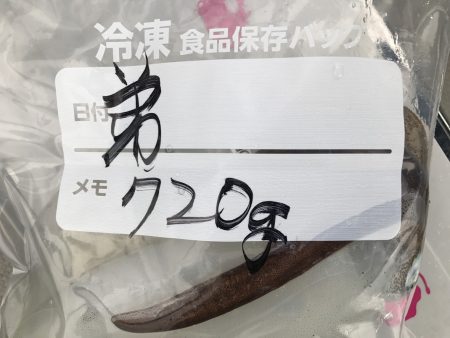 冷凍 食品保存パック
日付 弟
メモ 720g